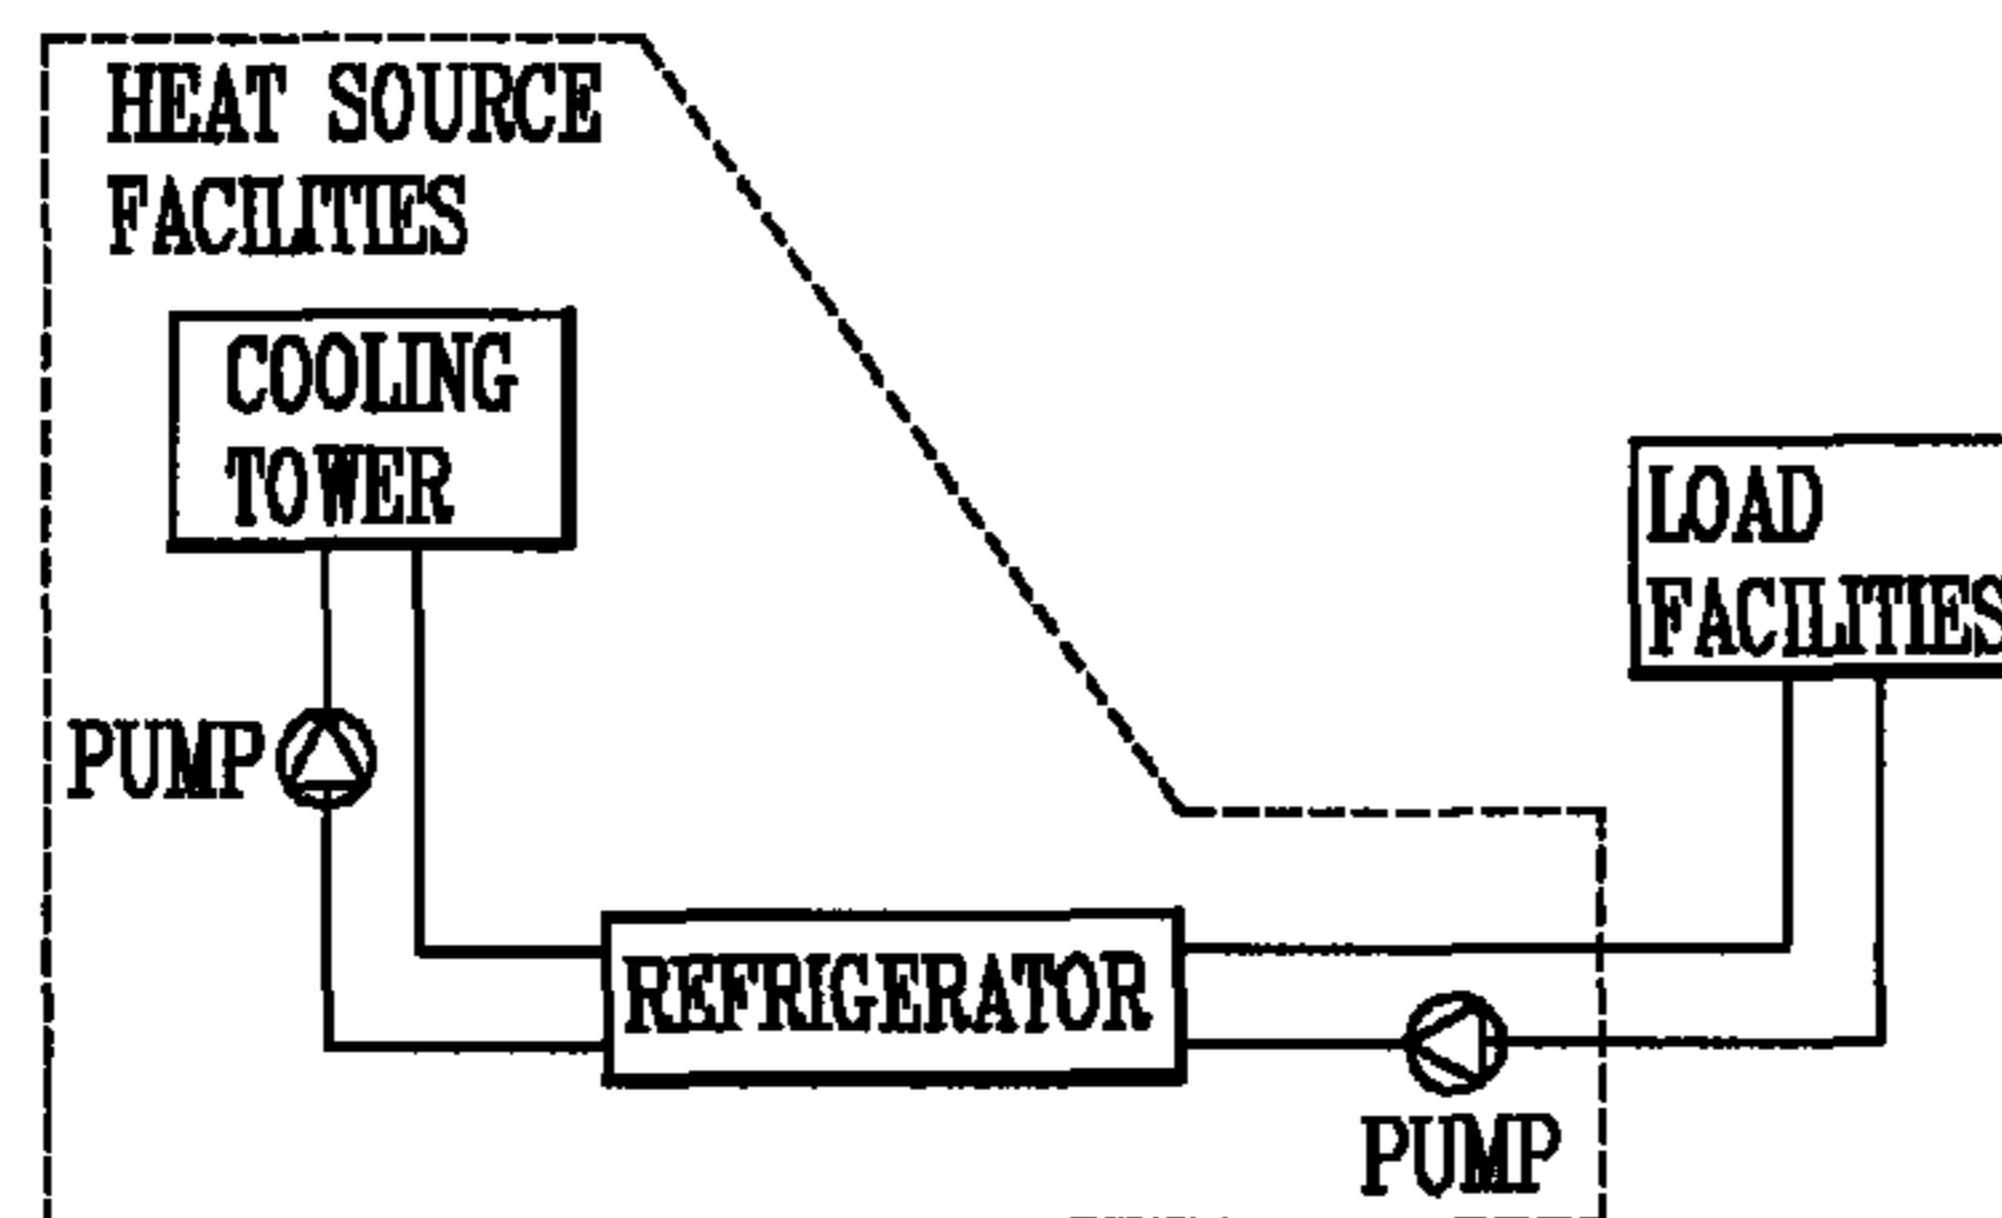 HEAT SOURCE
FACILITIES
COOLING
TOWER
LOAD
FACILITIES
PUMP
REFRIGERATOR
PUMP